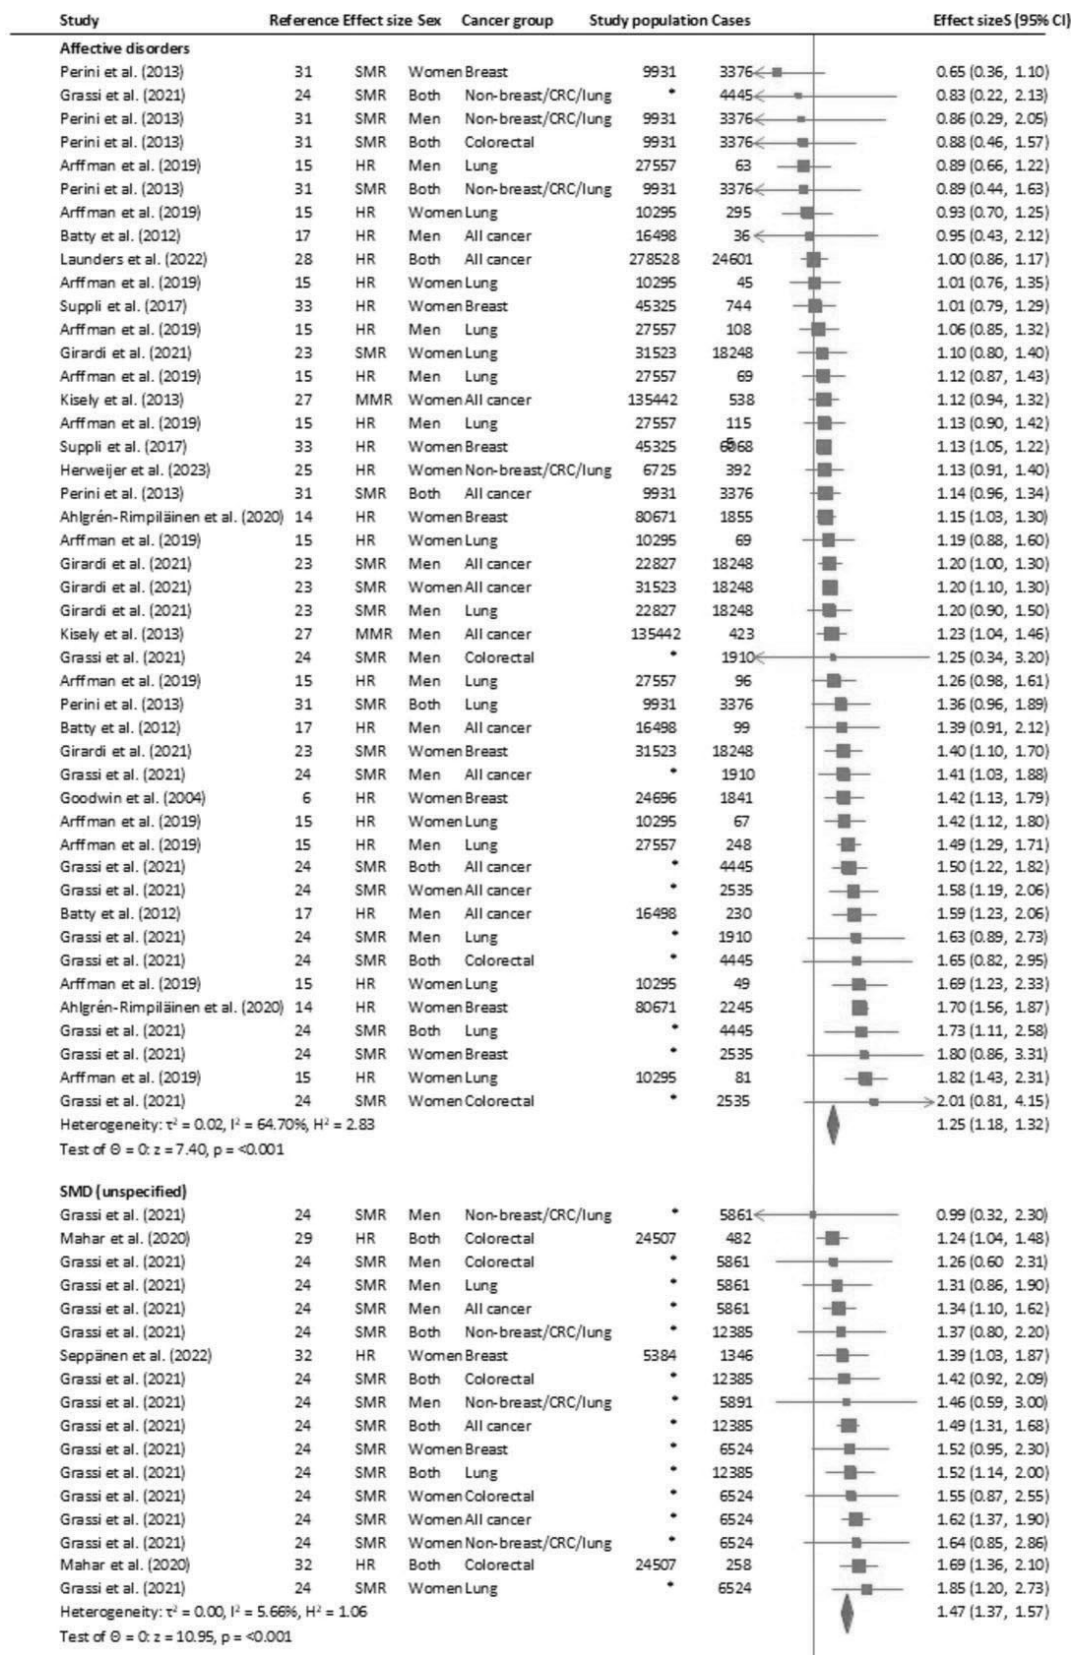 Study Reference Effect size Sex Cancer group Study population Cases Effect sizeS (95% CI)
Affective disorders
Perini et al. (2013) 31 SMR Women Breast 9931 3376 0.65 (0.36, 1.10)
Grassi et al. (2021) 24 SMR Both Non-breast/CRC/lung * 4445 0.83 (0.22, 2.13)
Perini et al. (2013) 31 SMR Men Non-breast/CRC/lung 9931 3376 0.86 (0.29, 2.05)
Perini et al. (2013) 31 SMR Both Colorectal 9931 3376 0.88 (0.46, 1.57)
Arffman et al. (2019) 15 HR Men Lung 27557 63 0.89 (0.66, 1.22)
Perini et al. (2013) 31 SMR Both Non-breast/CRC/lung 9931 3376 0.89 (0.44, 1.63)
Arffman et al. (2019) 15 HR Women Lung 10295 295 0.93 (0.70, 1.25)
Batty et al. (2012) 17 HR Men All cancer 16498 36 0.95 (0.43, 2.12)
Launders et al. (2022) 28 HR Both All cancer 278528 24601 1.00 (0.86, 1.17)
Arffman et al. (2019) 15 HR Women Lung 10295 45 1.01 (0.76, 1.35)
Suppli et al. (2017) 33 HR Women Breast 45325 744 1.01 (0.79, 1.29)
Arffman et al. (2019) 15 HR Men Lung 27557 108 1.06 (0.85, 1.32)
Girardi et al. (2021) 23 SMR Women Lung 31523 18248 1.10 (0.80, 1.40)
Arffman et al. (2019) 15 HR Men Lung 27557 69 1.12 (0.87, 1.43)
Kisely et al. (2013) 27 MMR Women All cancer 135442 538 1.12 (0.94, 1.32)
Arffman et al. (2019) 15 HR Men Lung 27557 115 1.13 (0.90, 1.42)
Suppli et al. (2017) 33 HR Women Breast 45325 1.13 (1.05, 1.22)
Herweijer et al. (2023) 25 HR Women Non-breast/CRC/lung 6725 392 1.13 (0.91, 1.40)
Perini et al. (2013) 31 SMR Both All cancer 9931 3376 1.14 (0.96, 1.34)
Ahlgrén-Rimpiläinen et al. (2020) 14 HR Women Breast 80671 1855 1.15 (1.03, 1.30)
Arffman et al. (2019) 15 HR Women Lung 10295 69 1.19 (0.88, 1.60)
Girardi et al. (2021) 23 SMR Men All cancer 22827 18248 1.20 (1.00, 1.30)
Girardi et al. (2021) 23 SMR Women All cancer 31523 18248 1.20 (1.10, 1.30)
Girardi et al. (2021) 23 SMR Men Lung 22827 18248 1.20 (0.90, 1.50)
Kisely et al. (2013) 27 MMR Men All cancer 135442 423 1.23 (1.04, 1.46)
Grassi et al. (2021) 24 SMR Men Colorectal * 1910 1.25 (0.34, 3.20)
Arffman et al. (2019) 15 HR Men Lung 27557 96 1.26 (0.98, 1.61)
Perini et al. (2013) 31 SMR Both Lung 9931 3376 1.36 (0.96, 1.89)
Batty et al. (2012) 17 HR Men All cancer 16498 99 1.39 (0.91, 2.12)
Girardi et al. (2021) 23 SMR Women Breast 31523 18248 1.40 (1.10, 1.70)
Grassi et al. (2021) 24 SMR Men All cancer * 1910 1.41 (1.03, 1.88)
Goodwin et al. (2004) 6 HR Women Breast 24696 1841 1.42 (1.13, 1.79)
Arffman et al. (2019) 15 HR Women Lung 10295 67 1.42 (1.12, 1.80)
Arffman et al. (2019) 15 HR Men Lung 27557 248 1.49 (1.29, 1.71)
Grassi et al. (2021) 24 SMR Both All cancer * 4445 1.50 (1.22, 1.82)
Grassi et al. (2021) 24 SMR Women All cancer * 2535 1.58 (1.19, 2.06)
Batty et al. (2012) 17 HR Men All cancer 16498 230 1.59 (1.23, 2.06)
Grassi et al. (2021) 24 SMR Men Lung * 1910 1.63 (0.89, 2.73)
Grassi et al. (2021) 24 SMR Both Colorectal * 4445 1.65 (0.82, 2.95)
Arffman et al. (2019) 15 HR Women Lung 10295 49 1.69 (1.23, 2.33)
Ahlgrén-Rimpiläinen et al. (2020) 14 HR Women Breast 80671 2245 1.70 (1.56, 1.87)
Grassi et al. (2021) 24 SMR Both Lung * 4445 1.73 (1.11, 2.58)
Grassi et al. (2021) 24 SMR Women Breast * 2535 1.80 (0.86, 3.31)
Arffman et al. (2019) 15 HR Women Lung 10295 81 1.82 (1.43, 2.31)
Grassi et al. (2021) 24 SMR Women Colorectal * 2535 2.01 (0.81, 4.15)
Heterogeneity: τ² = 0.02, I² = 64.70%, H² = 2.83 1.25 (1.18, 1.32)
Test of Θ = 0: z = 7.40, p = <0.001
SMD (unspecified)
Grassi et al. (2021) 24 SMR Men Non-breast/CRC/lung * 5861 0.99 (0.32, 2.30)
Mahar et al. (2020) 29 HR Both Colorectal 24507 482 1.24 (1.04, 1.48)
Grassi et al. (2021) 24 SMR Men Colorectal * 5861 1.26 (0.60 2.31)
Grassi et al. (2021) 24 SMR Men Lung * 5861 1.31 (0.86, 1.90)
Grassi et al. (2021) 24 SMR Men All cancer * 5861 1.34 (1.10, 1.62)
Grassi et al. (2021) 24 SMR Both Non-breast/CRC/lung * 12385 1.37 (0.80, 2.20)
Seppänen et al. (2022) 32 HR Women Breast 5384 1346 1.39 (1.03, 1.87)
Grassi et al. (2021) 24 SMR Both Colorectal * 12385 1.42 (0.92, 2.09)
Grassi et al. (2021) 24 SMR Men Non-breast/CRC/lung * 5891 1.46 (0.59, 3.00)
Grassi et al. (2021) 24 SMR Both All cancer * 12385 1.49 (1.31, 1.68)
Grassi et al. (2021) 24 SMR Women Breast * 6524 1.52 (0.95, 2.30)
Grassi et al. (2021) 24 SMR Both Lung * 12385 1.52 (1.14, 2.00)
Grassi et al. (2021) 24 SMR Women Colorectal * 6524 1.55 (0.87, 2.55)
Grassi et al. (2021) 24 SMR Women All cancer * 6524 1.62 (1.37, 1.90)
Grassi et al. (2021) 24 SMR Women Non-breast/CRC/lung * 6524 1.64 (0.85, 2.86)
Mahar et al. (2020) 32 HR Both Colorectal 24507 258 1.69 (1.36, 2.10)
Grassi et al. (2021) 24 SMR Women Lung * 6524 1.85 (1.20, 2.73)
Heterogeneity: τ² = 0.00, I² = 5.66%, H² = 1.06 1.47 (1.37, 1.57)
Test of Θ = 0: z = 10.95, p = <0.001